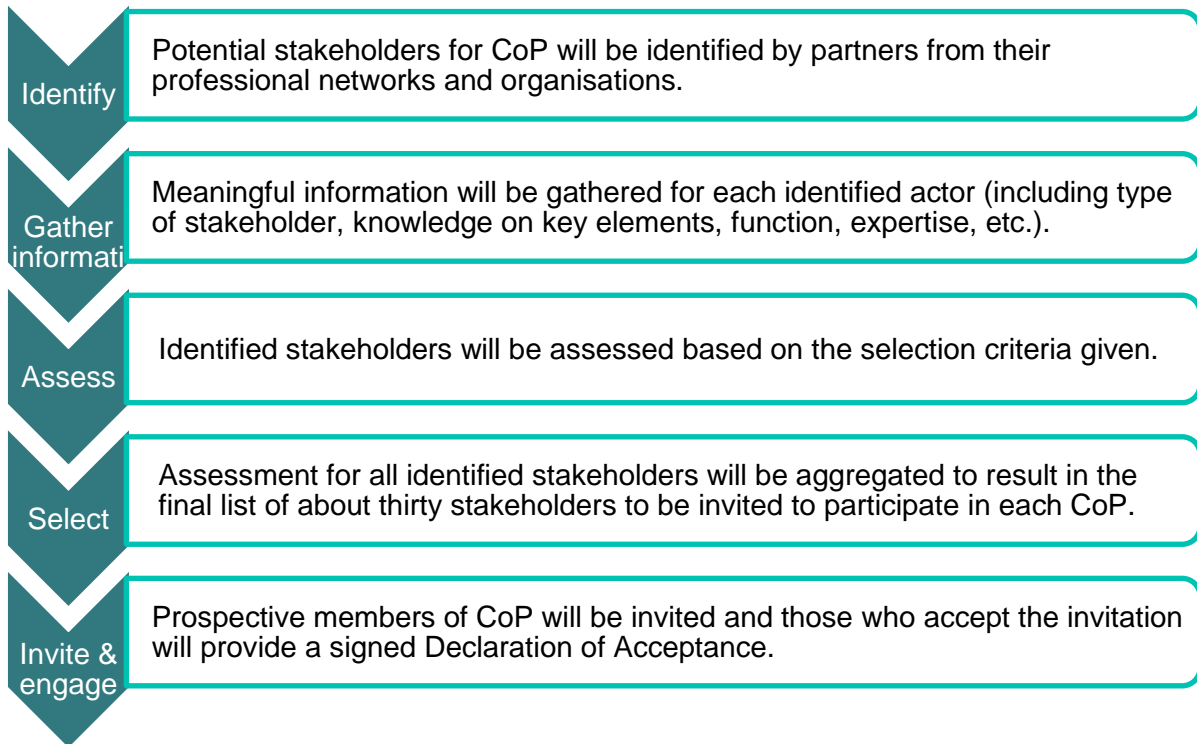 Identify
Potential stakeholders for CoP will be identified by partners from their
professional networks and organisations.
Gather
informati
Meaningful information will be gathered for each identified actor (including type
of stakeholder, knowledge on key elements, function, expertise, etc.).
Assess
Identified stakeholders will be assessed based on the selection criteria given.
Select
Assessment for all identified stakeholders will be aggregated to result in the
final list of about thirty stakeholders to be invited to participate in each CoP.
Invite &
engage
Prospective members of CoP will be invited and those who accept the invitation
will provide a signed Declaration of Acceptance.